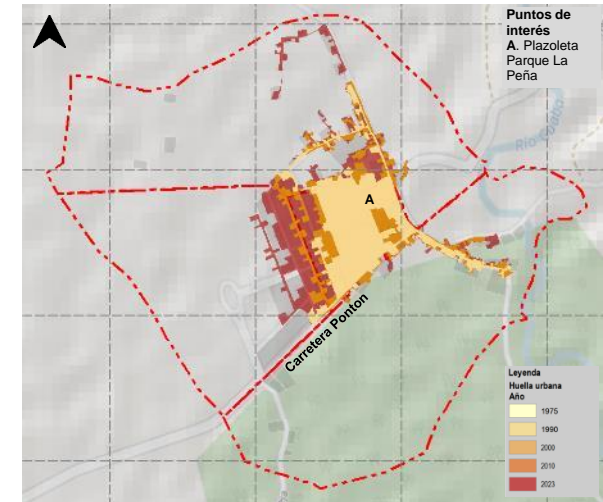 Puntos de
interés
A. Plazoleta
Parque La
Peña
Río Coabo
A
Carretera Ponton
Leyenda
Huella urbana
Año
1975
1990
2000
2010
2023